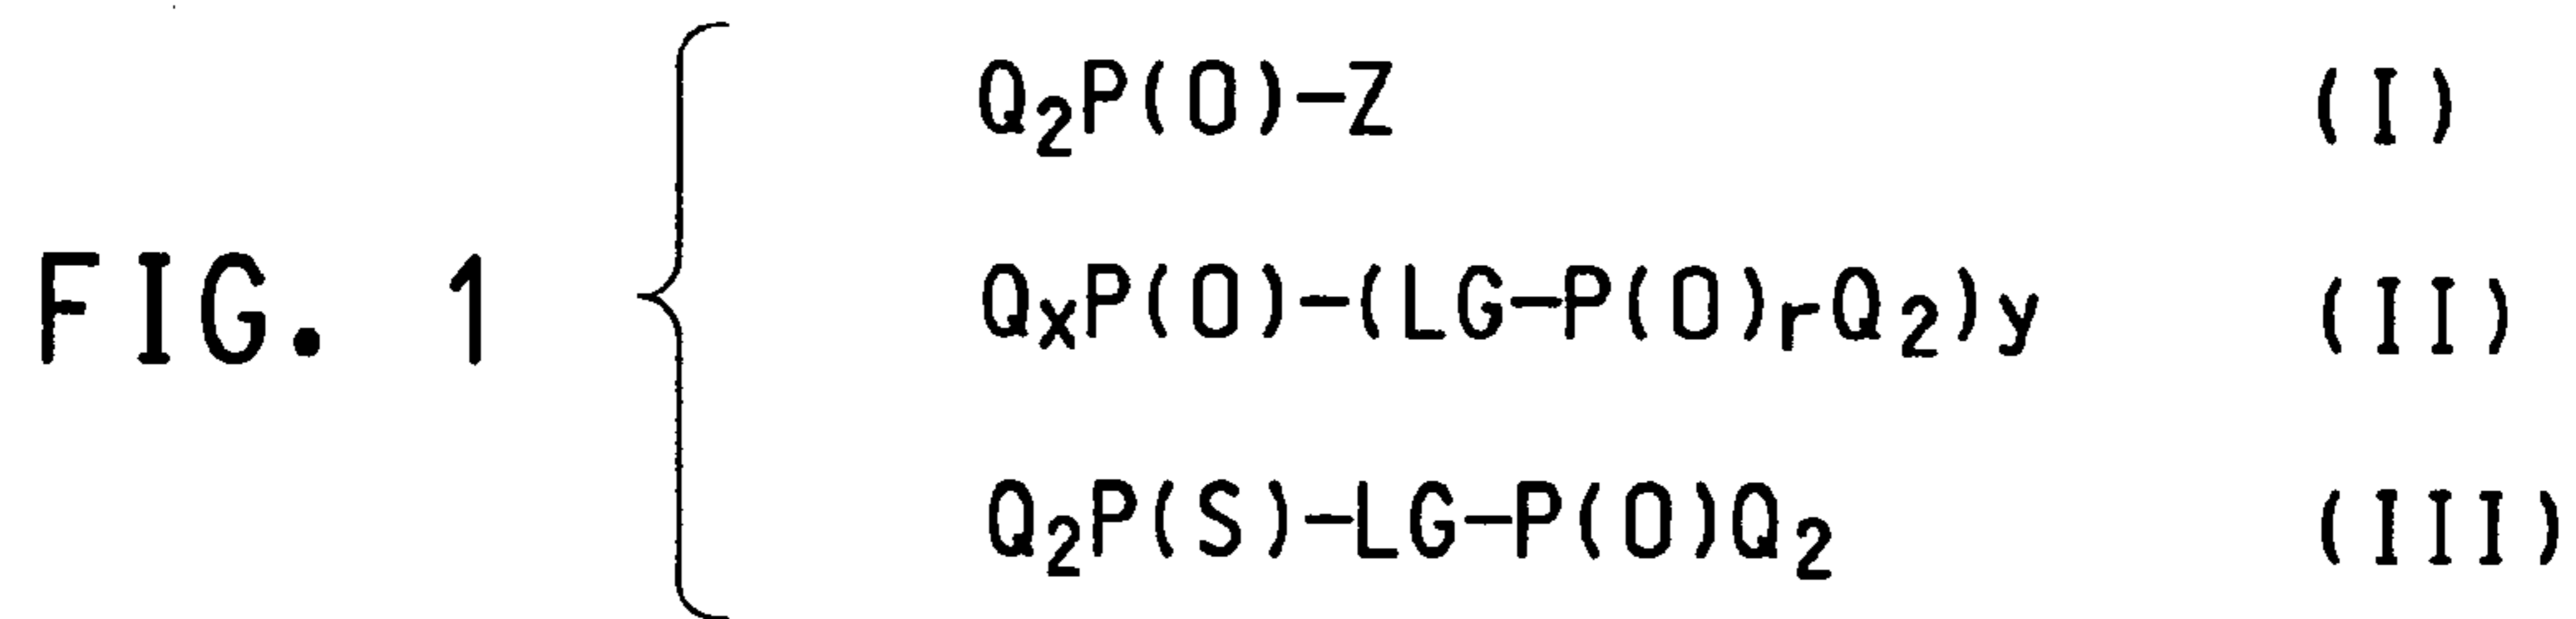 Q₂P(O)-Z (I)
FIG. 1 QₓP(O)-(LG-P(O)ᵣQ₂)y (II)
Q₂P(S)-LG-P(O)Q₂ (III)